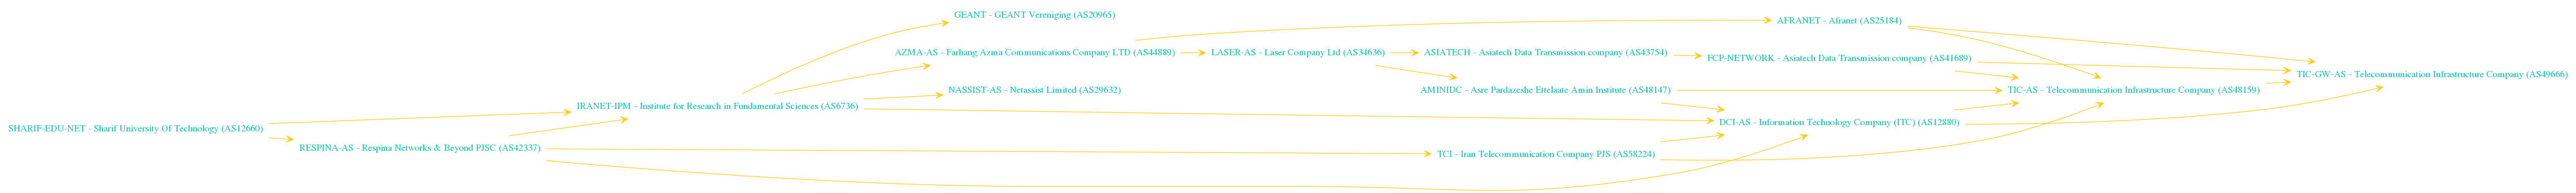 GEANT - GEANT Vereniging (AS20965)
AFRANET - Afranet (AS25184)
AZMA-AS - Farhang Azma Communications Company LTD (AS44889)
LASER-AS - Laser Company Ltd (AS34636)
ASIATECH - Asiatech Data Transmission company (AS43754)
FCP-NETWORK - Asiatech Data Transmission company (AS41689)
TIC-GW-AS - Telecommunication Infrastructure Company (AS49666)
NASSIST-AS - Netassist Limited (AS29632)
AMINIDC - Asre Pardazeshe Ettelaate Amin Institute (AS48147)
TIC-AS - Telecommunication Infrastructure Company (AS48159)
IRANET-IPM - Institute for Research in Fundamental Sciences (AS6736)
DCI-AS - Information Technology Company (ITC) (AS12880)
SHARIF-EDU-NET - Sharif University Of Technology (AS12660)
RESPINA-AS - Respina Networks & Beyond PJSC (AS42337)
TCI - Iran Telecommunication Company PJS (AS58224)